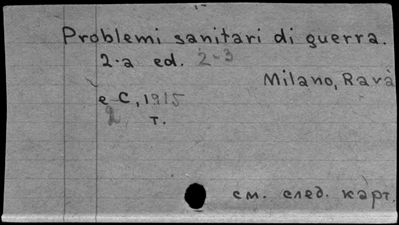 Problemi sanitari di guerra.
2-a ed. 2-3
Milano, Ravà
e C, 1915
2 т.
см. след. карт.